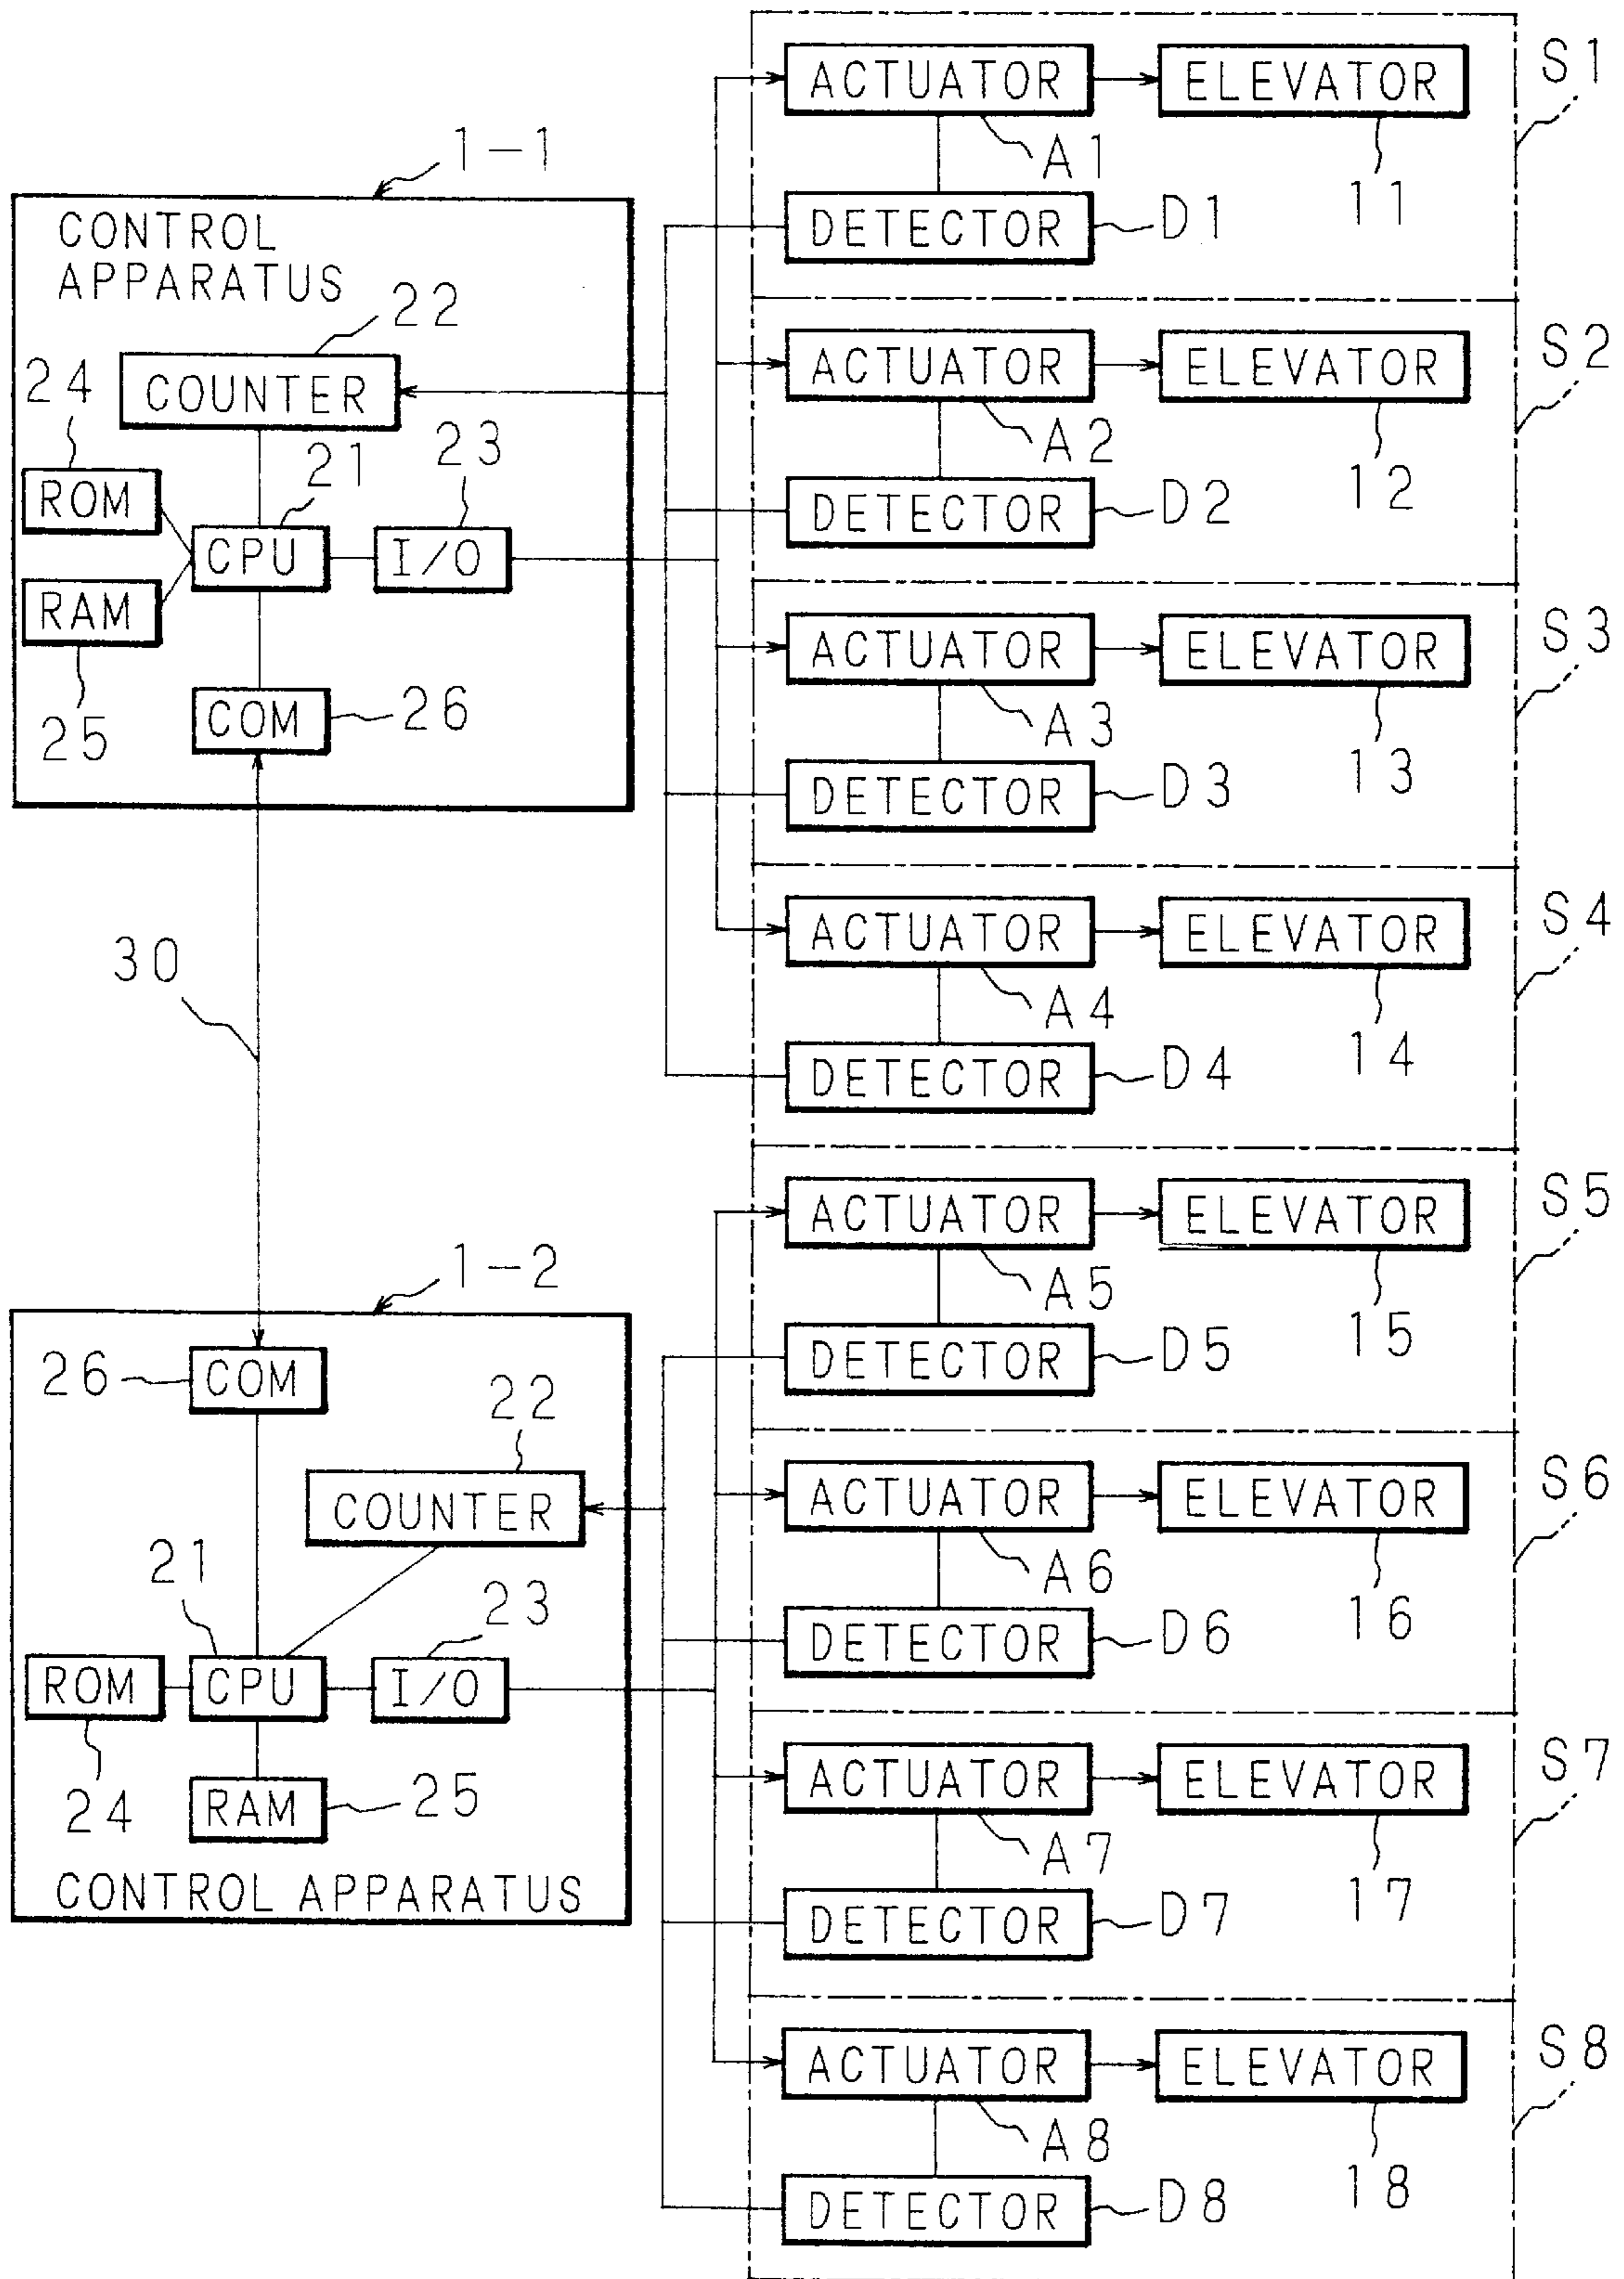 1-1
CONTROL
APPARATUS
22
COUNTER
24
ROM
21
CPU
23
I/O
RAM
25
COM
26
30
1-2
26
COM
22
COUNTER
21
CPU
23
I/O
ROM
24
RAM
25
CONTROL APPARATUS
ACTUATOR
ELEVATOR
S1
A1
11
DETECTOR
D1
ACTUATOR
ELEVATOR
S2
A2
12
DETECTOR
D2
ACTUATOR
ELEVATOR
S3
A3
13
DETECTOR
D3
ACTUATOR
ELEVATOR
S4
A4
14
DETECTOR
D4
ACTUATOR
ELEVATOR
S5
A5
15
DETECTOR
D5
ACTUATOR
ELEVATOR
S6
A6
16
DETECTOR
D6
ACTUATOR
ELEVATOR
S7
A7
17
DETECTOR
D7
ACTUATOR
ELEVATOR
S8
A8
18
DETECTOR
D8